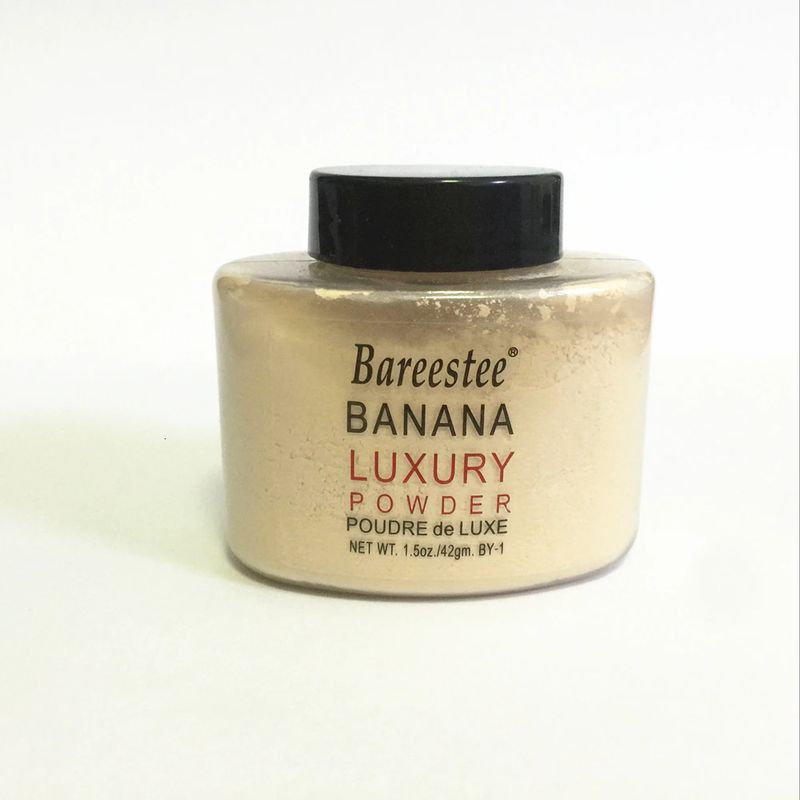 Bareestee®
BANANA
LUXURY
POWDER
POUDRE de LUXE
NET WT. 1.5oz./42gm. BY-1